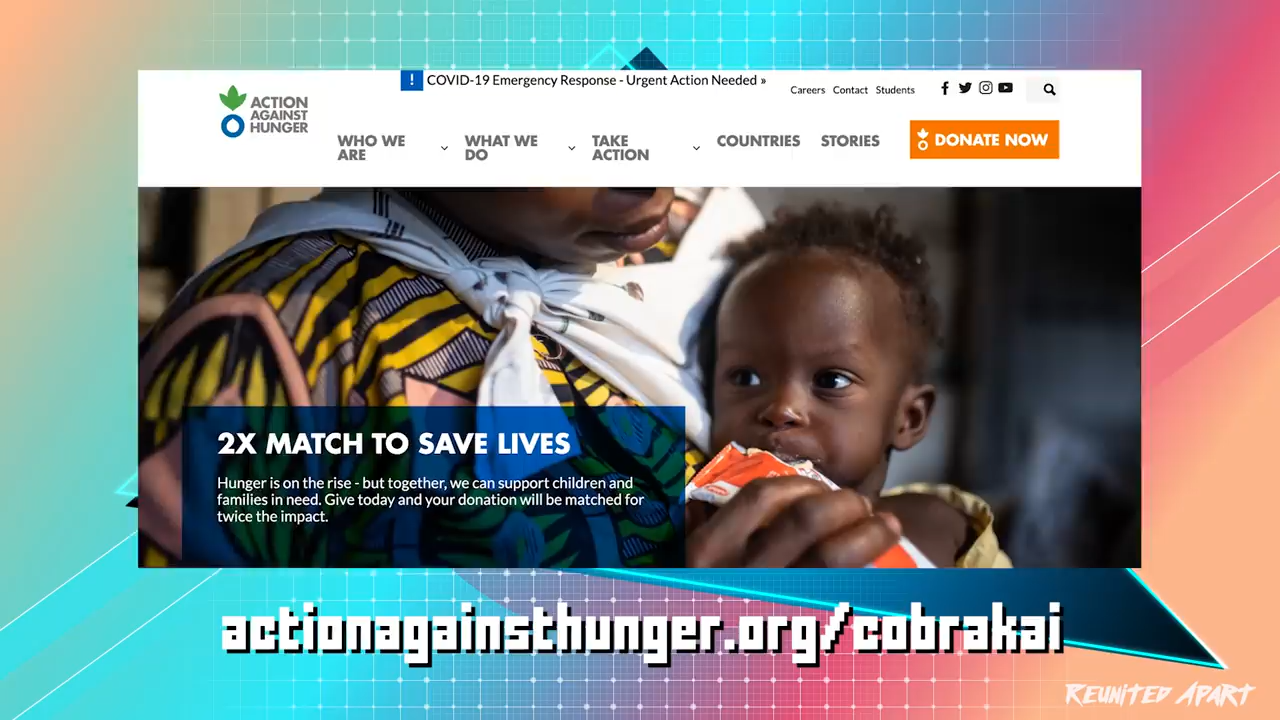 ! COVID-19 Emergency Response - Urgent Action Needed »
Careers Contact Students
ACTION
AGAINST
HUNGER
WHO WE
ARE
WHAT WE
DO
TAKE
ACTION
COUNTRIES
STORIES
DONATE NOW
2X MATCH TO SAVE LIVES
Hunger is on the rise - but together, we can support children and
families in need. Give today and your donation will be matched for
twice the impact.
actionagainsthunger.org/cobrakai
REUNITED APART